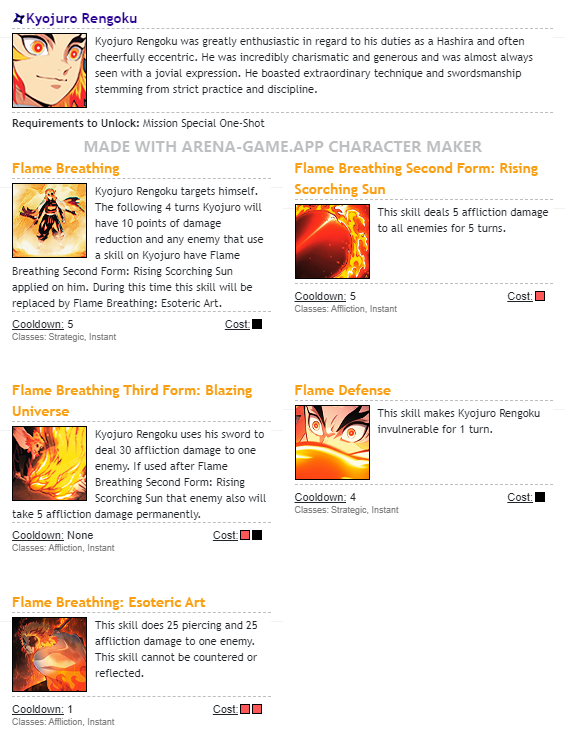 Kyojuro Rengoku
Kyojuro Rengoku was greatly enthusiastic in regard to his duties as a Hashira and often
cheerfully eccentric. He was incredibly charismatic and generous and was almost always
seen with a jovial expression. He boasted extraordinary technique and swordsmanship
stemming from strict practice and discipline.
Requirements to Unlock: Mission Special One-Shot
MADE WITH ARENA-GAME.APP CHARACTER MAKER
Flame Breathing
Kyojuro Rengoku targets himself.
The following 4 turns Kyojuro will
have 10 points of damage
reduction and any enemy that use
a skill on Kyojuro have Flame
Breathing Second Form: Rising Scorching Sun
applied on him. During this time this skill will be
replaced by Flame Breathing: Esoteric Art.
Cooldown: 5 Cost:
Classes: Strategic, Instant
Flame Breathing Second Form: Rising
Scorching Sun
This skill deals 5 affliction damage
to all enemies for 5 turns.
Cooldown: 5 Cost:
Classes: Affliction, Instant
Flame Breathing Third Form: Blazing
Universe
Kyojuro Rengoku uses his sword to
deal 30 affliction damage to one
enemy. If used after Flame
Breathing Second Form: Rising
Scorching Sun that enemy also will
take 5 affliction damage permanently.
Cooldown: None Cost:
Classes: Affliction, Instant
Flame Defense
This skill makes Kyojuro Rengoku
invulnerable for 1 turn.
Cooldown: 4 Cost:
Classes: Strategic, Instant
Flame Breathing: Esoteric Art
This skill does 25 piercing and 25
affliction damage to one enemy.
This skill cannot be countered or
reflected.
Cooldown: 1 Cost:
Classes: Affliction, Instant